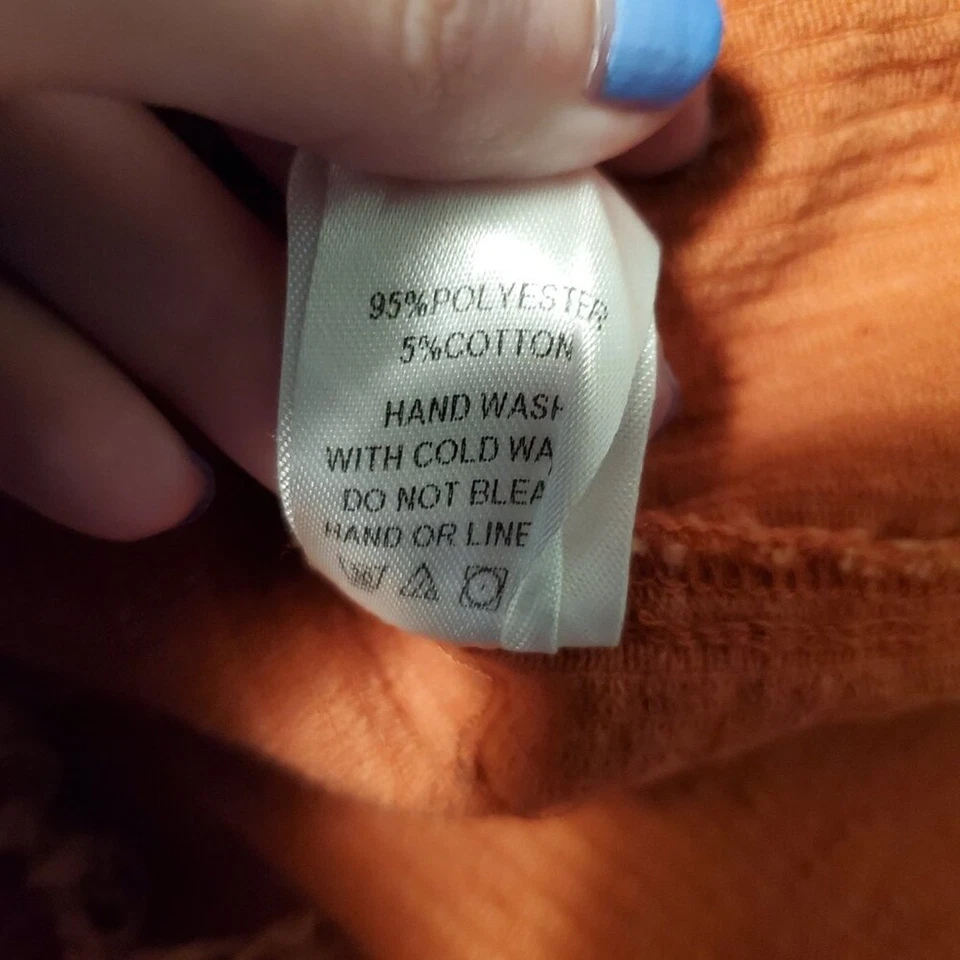 95%POLYESTER
5%COTTON
HAND WASH
WITH COLD WA
DO NOT BLEA
HAND OR LINE